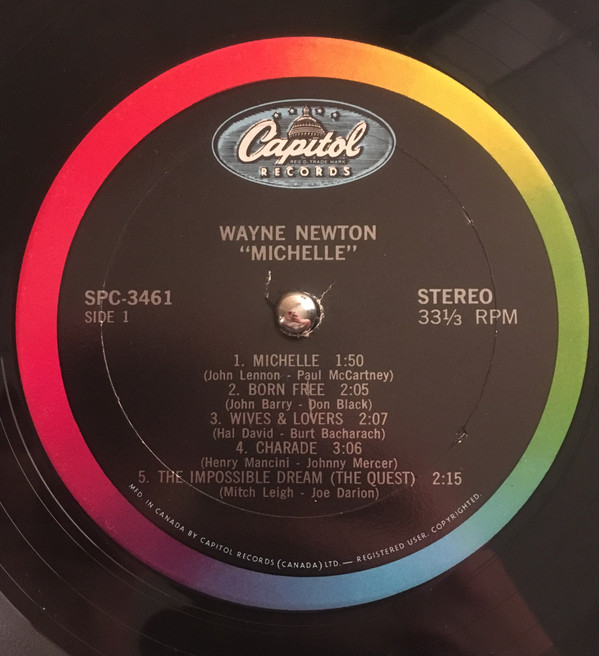 Capitol
REG. TRADE MARK
RECORDS
WAYNE NEWTON
"MICHELLE"
SPC-3461
SIDE 1
STEREO
33⅓ RPM
1. MICHELLE 1:50
(John Lennon - Paul McCartney)
2. BORN FREE 2:05
(John Barry - Don Black)
3. WIVES & LOVERS 2:07
(Hal David - Burt Bacharach)
4. CHARADE 3:06
(Henry Mancini - Johnny Mercer)
5. THE IMPOSSIBLE DREAM (THE QUEST) 2:15
(Mitch Leigh - Joe Darion)
MFD. IN CANADA BY CAPITOL RECORDS (CANADA) LTD. — REGISTERED USER. COPYRIGHTED.